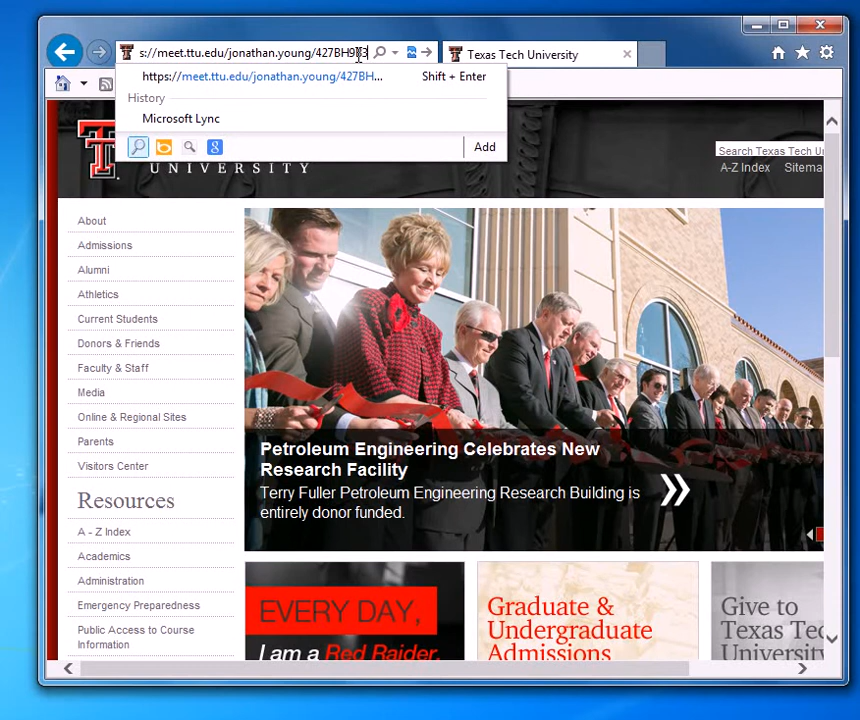 s://meet.ttu.edu/jonathan.young/427BH903
Texas Tech University
https://meet.ttu.edu/jonathan.young/427BH... Shift + Enter
History
Microsoft Lync
Add
UNIVERSITY
Search Texas Tech Un
A-Z Index Sitema
About
Admissions
Alumni
Athletics
Current Students
Donors & Friends
Faculty & Staff
Media
Online & Regional Sites
Parents
Visitors Center
Resources
A - Z Index
Academics
Administration
Emergency Preparedness
Public Access to Course
Information
Petroleum Engineering Celebrates New
Research Facility
Terry Fuller Petroleum Engineering Research Building is
entirely donor funded.
EVERY DAY,
I am a Red Raider.
Graduate &
Undergraduate
Admissions
Give to
Texas Tec
University